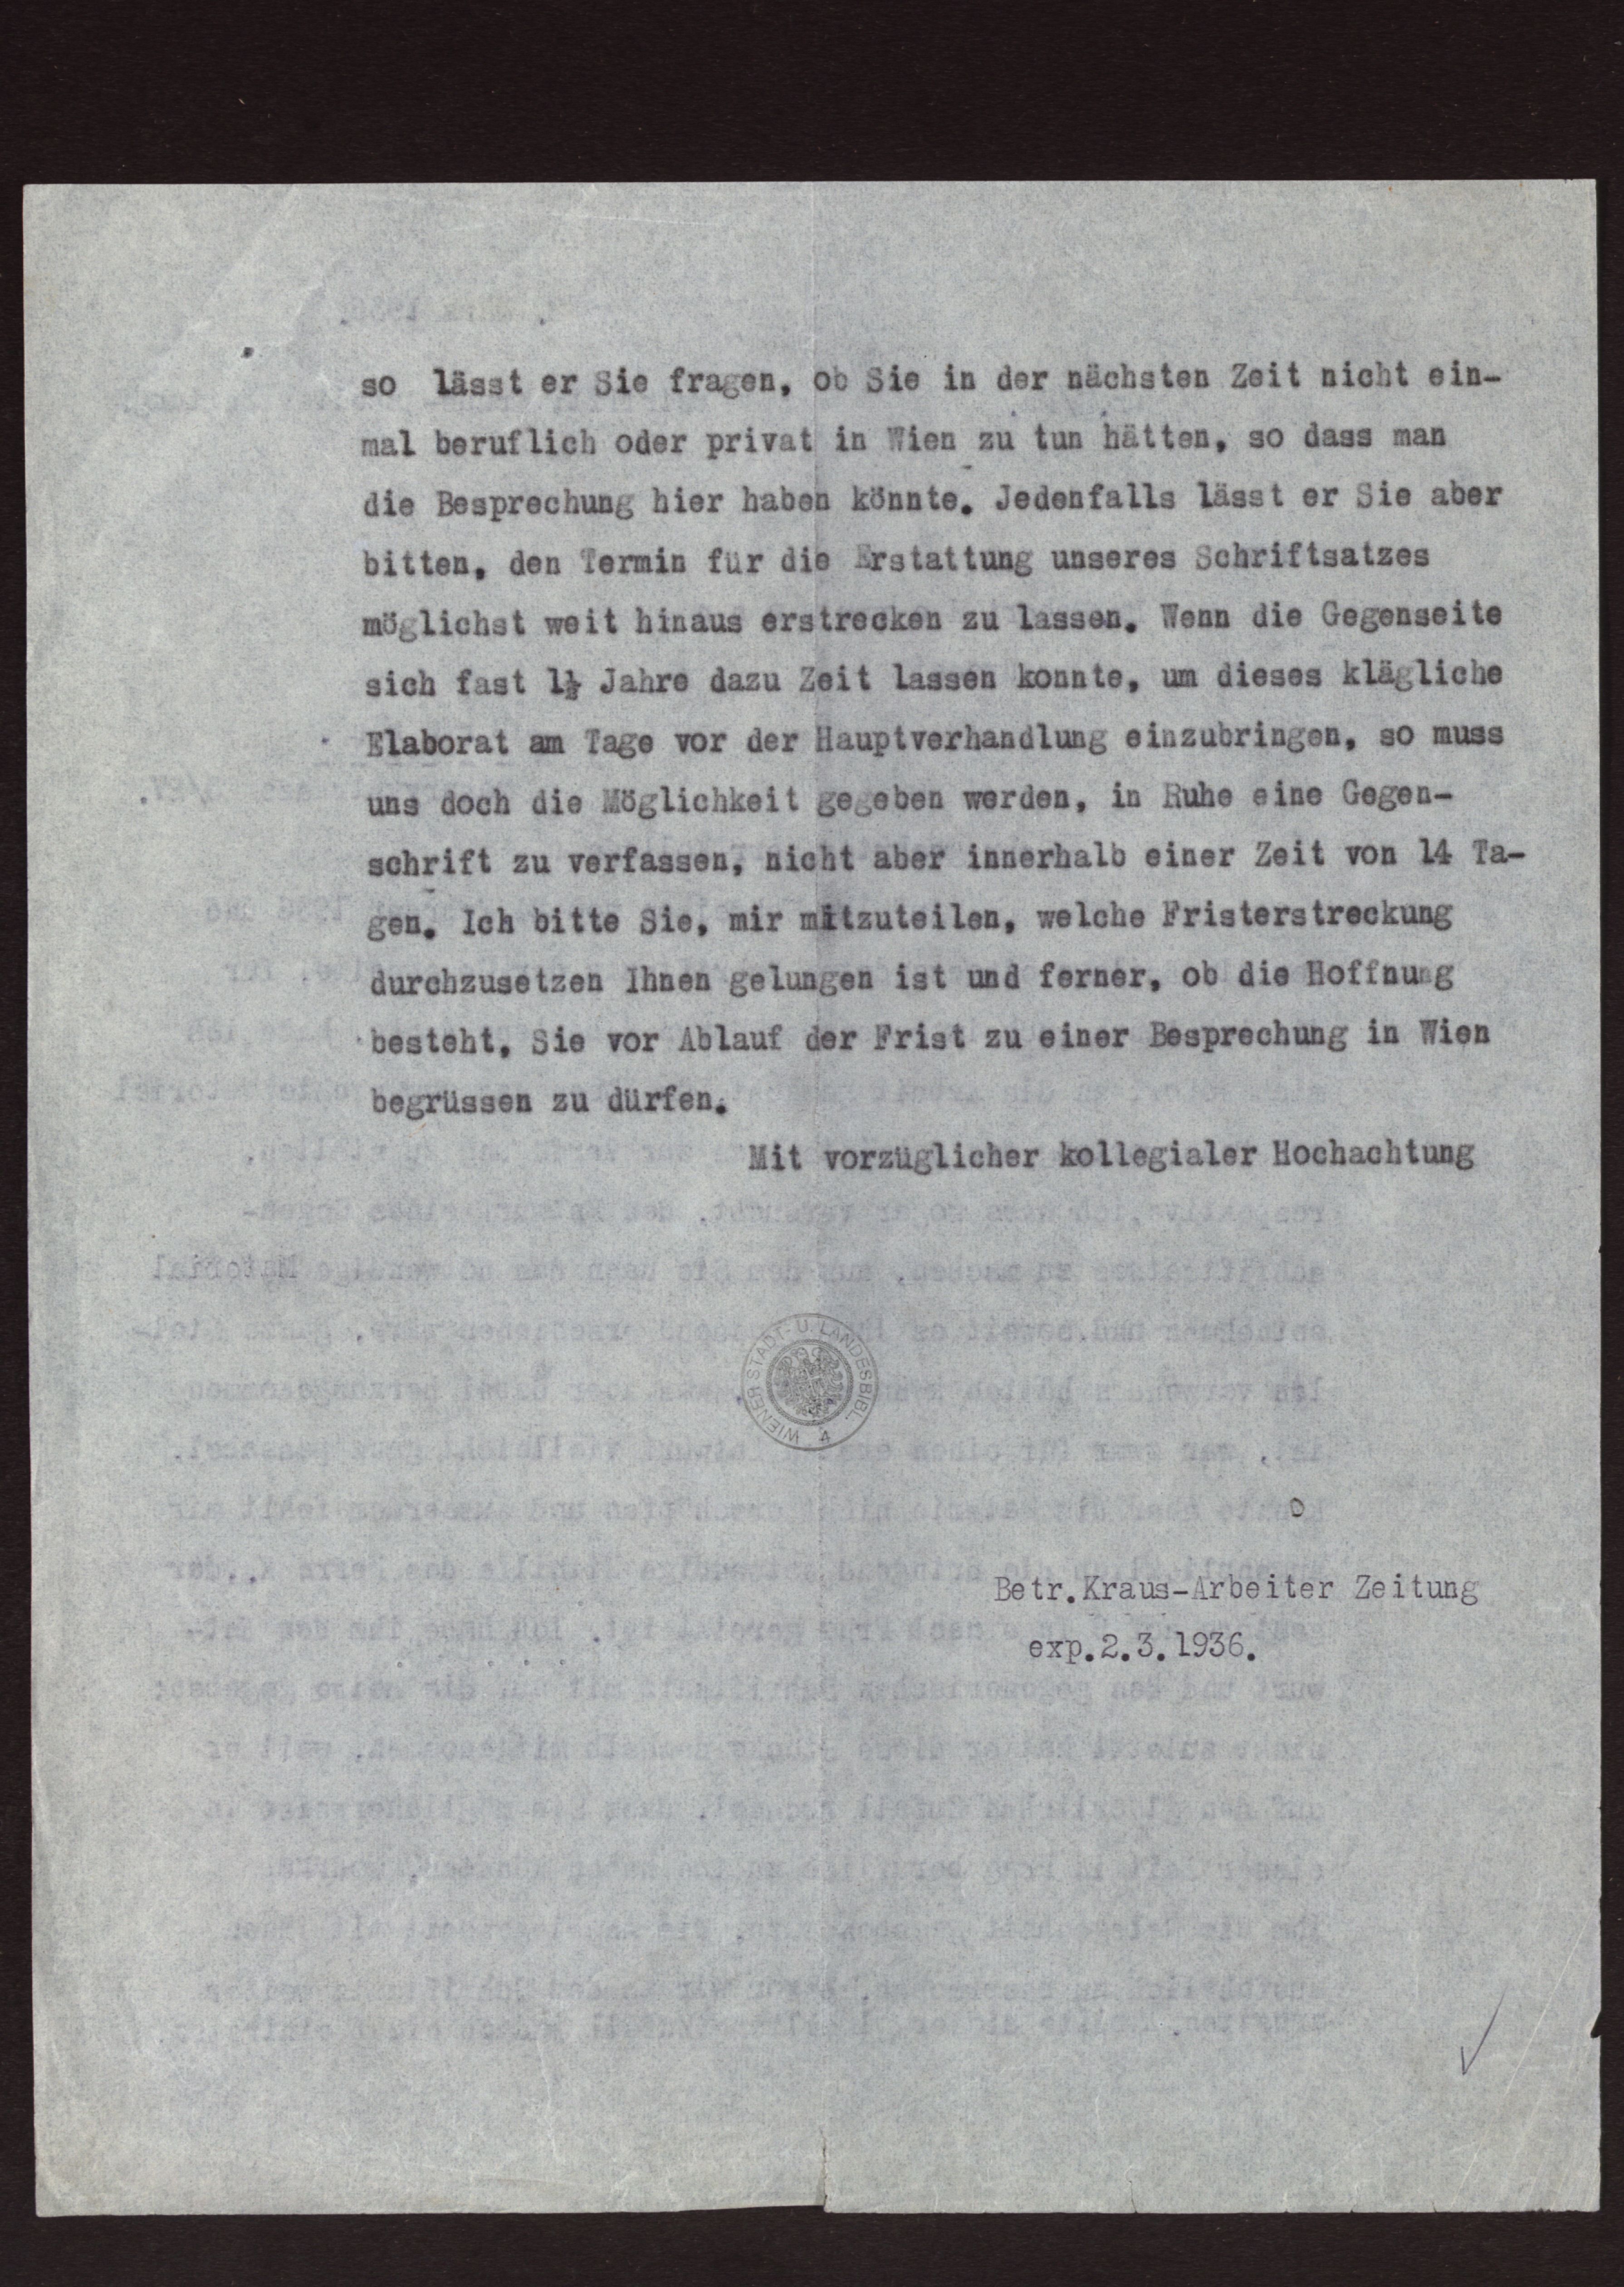 so lässt er Sie fragen, ob Sie in der nächsten Zeit nicht ein-
mal beruflich oder privat in Wien zu tun hätten, so dass man
die Besprechung hier haben könnte. Jedenfalls lässt er Sie aber
bitten, den Termin für die Erstattung unseres Schriftsatzes
möglichst weit hinaus erstrecken zu lassen. Wenn die Gegenseite
sich fast 1½ Jahre dazu Zeit lassen konnte, um dieses klägliche
Elaborat am Tage vor der Hauptverhandlung einzubringen, so muss
uns doch die Möglichkeit gegeben werden, in Ruhe eine Gegen-
schrift zu verfassen, nicht aber innerhalb einer Zeit von 14 Ta-
gen. Ich bitte Sie, mir mitzuteilen, welche Fristerstreckung
durchzusetzen Ihnen gelungen ist und ferner, ob die Hoffnung
besteht, Sie vor Ablauf der Frist zu einer Besprechung in Wien
begrüssen zu dürfen.
Mit vorzüglicher kollegialer Hochachtung
WIENER STADT- U. LANDESBIBL. 4
Betr. Kraus-Arbeiter Zeitung
exp.2.3.1936.